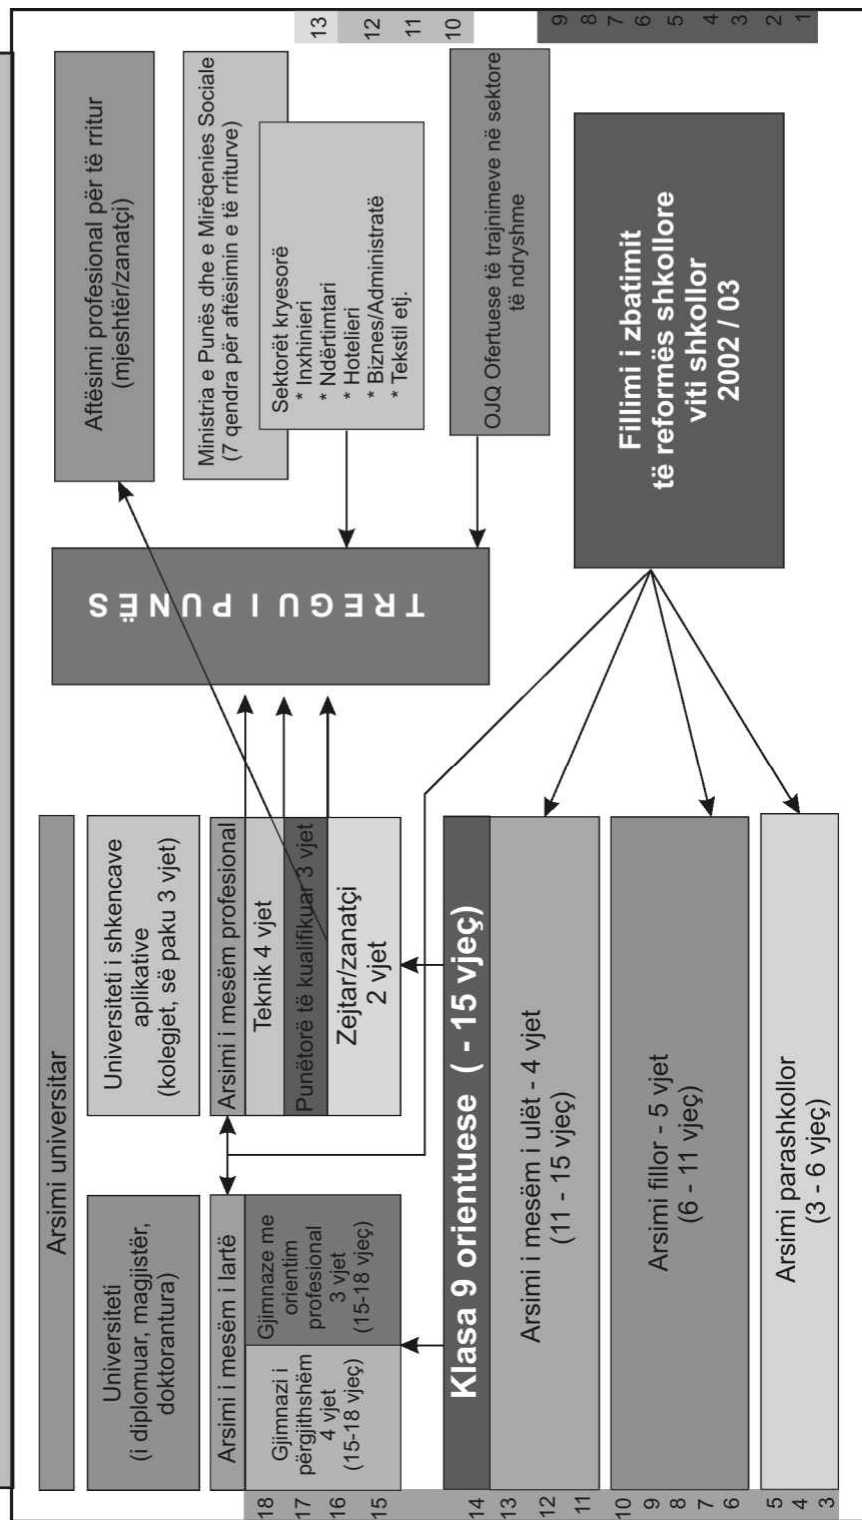 Arsimi universitar
Universiteti
(i diplomuar, magjistër,
doktorantura)
Universiteti i shkencave
aplikative
(kolegjet, së paku 3 vjet)
Aftësimi profesional për të rritur
(mjeshtër/zanatçi)
Arsimi i mesëm i lartë
Gjimnazi i
përgjithshëm
4 vjet
(15-18 vjeç)
Gjimnaze me
orientim
profesional
3 vjet
(15-18 vjeç)
Arsimi i mesëm profesional
Teknik 4 vjet
Punëtorë të kualifikuar 3 vjet
Zejtar/zanatçi
2 vjet
TREGU I PUNËS
Ministria e Punës dhe e Mirëqenies Sociale
(7 qendra për aftësimin e të rriturve)
Sektorët kryesorë
* Inxhinieri
* Ndërtimtari
* Hotelieri
* Biznes/Administratë
* Tekstil etj.
OJQ Ofertuese të trajnimeve në sektore
të ndryshme
Klasa 9 orientuese ( - 15 vjeç)
Arsimi i mesëm i ulët - 4 vjet
(11 - 15 vjeç)
Arsimi fillor - 5 vjet
(6 - 11 vjeç)
Arsimi parashkollor
(3 - 6 vjeç)
Fillimi i zbatimit
të reformës shkollore
viti shkollor
2002 / 03
18
17
16
15
14
13
12
11
10
9
8
7
6
5
4
3
13
12
11
10
9
8
7
6
5
4
3
2
1